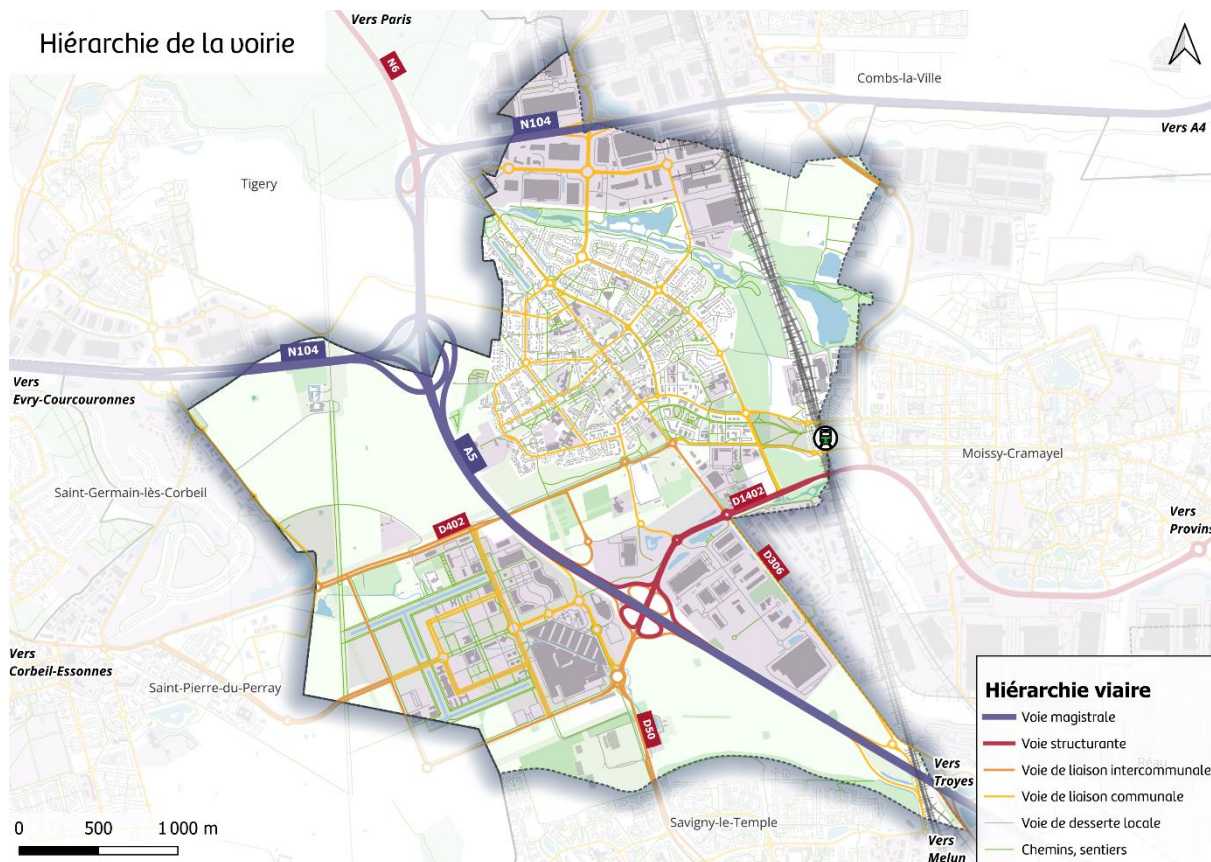 Hiérarchie de la voirie
Vers Paris
N6
Combs-la-Ville
N104
Vers A4
Tigery
N104
Vers
Evry-Courcouronnes
A5
Moissy-Cramayel
Saint-Germain-lès-Corbeil
D402
D1402
Vers
Provins
D306
Vers
Corbeil-Essonnes
Saint-Pierre-du-Perray
D50
Vers
Troyes
Réau
Savigny-le-Temple
Vers
Melun
Hiérarchie viaire
Voie magistrale
Voie structurante
Voie de liaison intercommunale
Voie de liaison communale
Voie de desserte locale
Chemins, sentiers
0 500 1 000 m